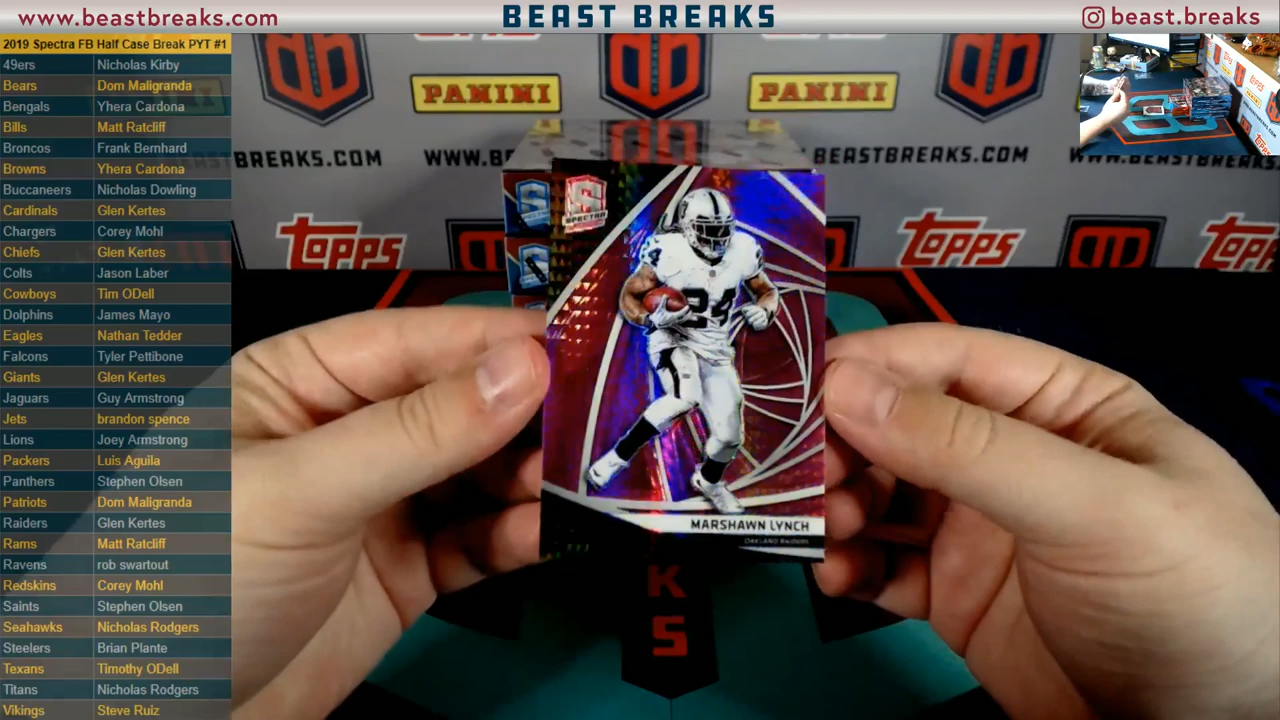 www.beastbreaks.com
BEAST BREAKS
beast.breaks
2019 Spectra FB Half Case Break PYT #1
49ers Nicholas Kirby
Bears Dom Maligranda
Bengals Yhera Cardona
Bills Matt Ratcliff
Broncos Frank Bernhard
Browns Yhera Cardona
Buccaneers Nicholas Dowling
Cardinals Glen Kertes
Chargers Corey Mohl
Chiefs Glen Kertes
Colts Jason Laber
Cowboys Tim ODell
Dolphins James Mayo
Eagles Nathan Tedder
Falcons Tyler Pettibone
Giants Glen Kertes
Jaguars Guy Armstrong
Jets brandon spence
Lions Joey Armstrong
Packers Luis Aguila
Panthers Stephen Olsen
Patriots Dom Maligranda
Raiders Glen Kertes
Rams Matt Ratcliff
Ravens rob swartout
Redskins Corey Mohl
Saints Stephen Olsen
Seahawks Nicholas Rodgers
Steelers Brian Plante
Texans Timothy ODell
Titans Nicholas Rodgers
Vikings Steve Ruiz
PANINI PANINI
BREAKS.COM WWW. BEASTBREAKS.COM WWW.
topps topps topps
TOPPS
S
SPECTRA
24
MARSHAWN LYNCH
OAKLAND RAIDERS
K
S